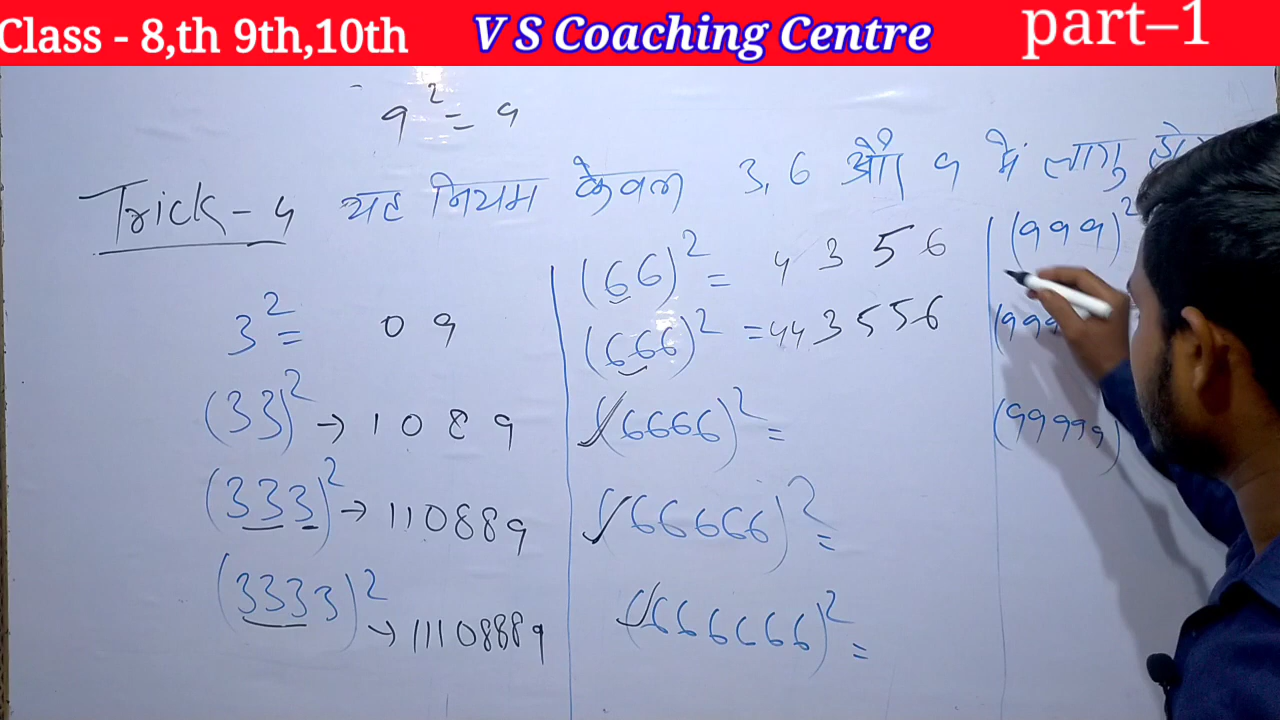 Class - 8,th 9th,10th V S Coaching Centre part–1
9² = 9
Trick - 4 यह नियम केवल 3, 6 और 9 में लागु
3² = 09
(33)² → 1089
(333)² → 110889
(3333)² → 11108889
(66)² = 4356
(666)² = 443556
(6666)² =
(66666)² =
(666666)² =
(999)²
(999
(99999)